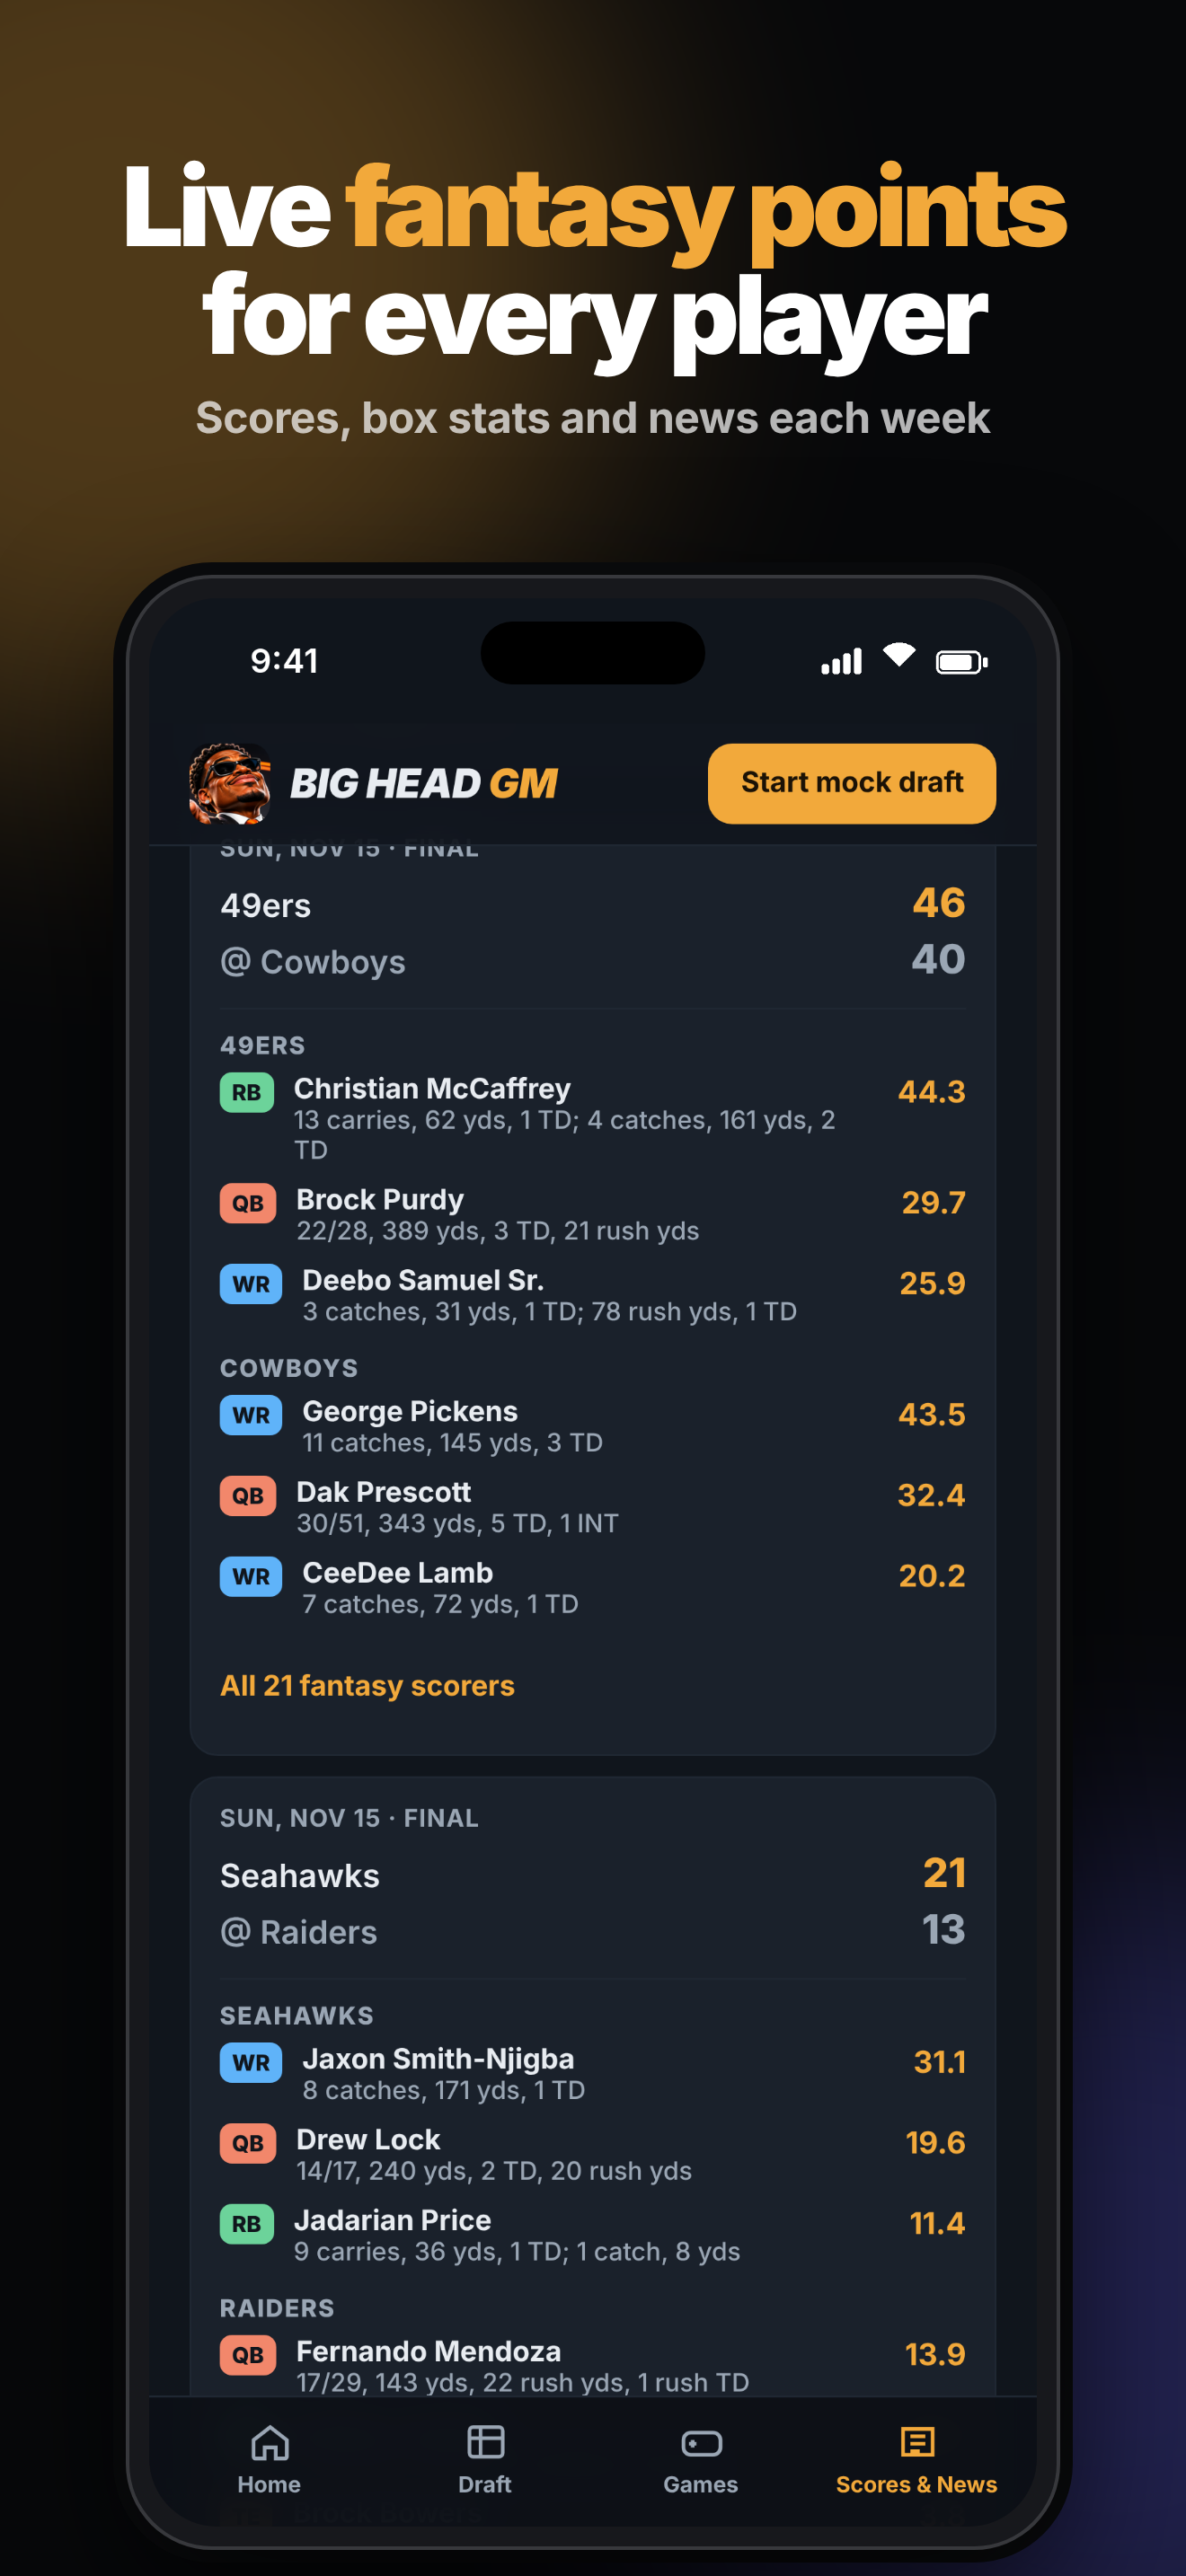 Live fantasy points
for every player
Scores, box stats and news each week
9:41
BIG HEAD GM
Start mock draft
SUN, NOV 15 · FINAL
49ers 46
@ Cowboys 40
49ERS
RB Christian McCaffrey 44.3
13 carries, 62 yds, 1 TD; 4 catches, 161 yds, 2
TD
QB Brock Purdy 29.7
22/28, 389 yds, 3 TD, 21 rush yds
WR Deebo Samuel Sr. 25.9
3 catches, 31 yds, 1 TD; 78 rush yds, 1 TD
COWBOYS
WR George Pickens 43.5
11 catches, 145 yds, 3 TD
QB Dak Prescott 32.4
30/51, 343 yds, 5 TD, 1 INT
WR CeeDee Lamb 20.2
7 catches, 72 yds, 1 TD
All 21 fantasy scorers
SUN, NOV 15 · FINAL
Seahawks 21
@ Raiders 13
SEAHAWKS
WR Jaxon Smith-Njigba 31.1
8 catches, 171 yds, 1 TD
QB Drew Lock 19.6
14/17, 240 yds, 2 TD, 20 rush yds
RB Jadarian Price 11.4
9 carries, 36 yds, 1 TD; 1 catch, 8 yds
RAIDERS
QB Fernando Mendoza 13.9
17/29, 143 yds, 22 rush yds, 1 rush TD
Home Draft Games Scores & News
Brock Bowers